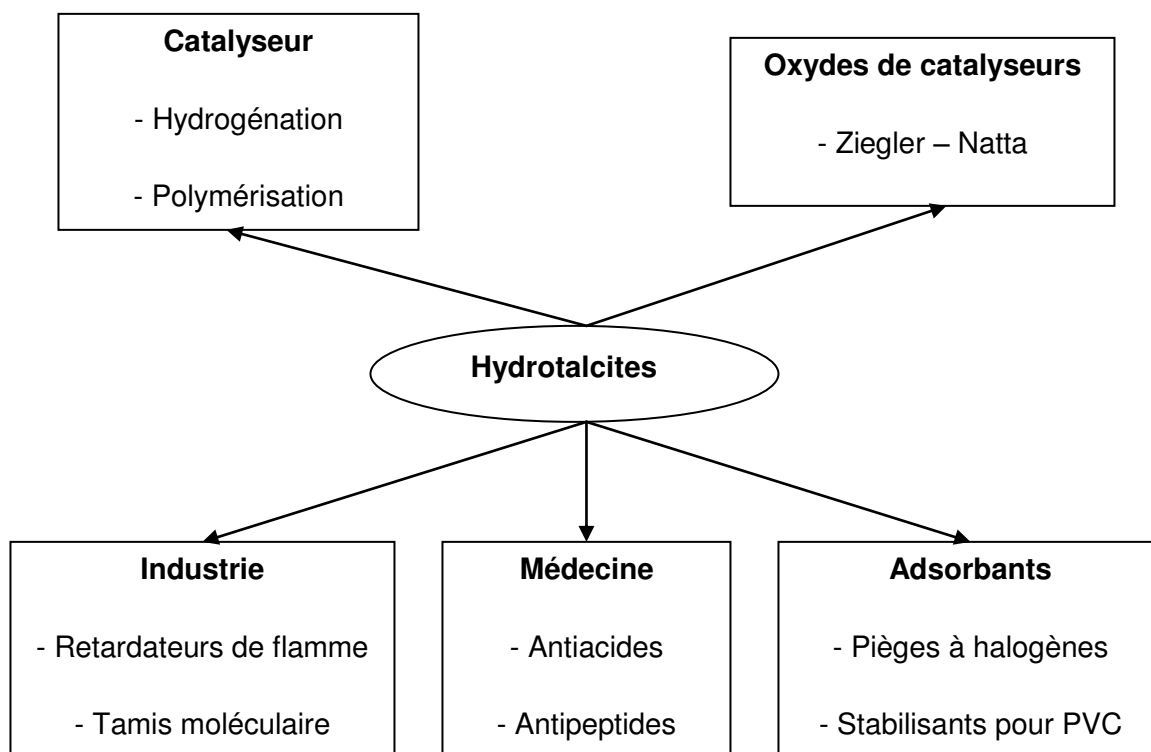 Catalyseur
- Hydrogénation
- Polymérisation
Oxydes de catalyseurs
- Ziegler – Natta
Hydrotalcites
Industrie
- Retardateurs de flamme
- Tamis moléculaire
Médecine
- Antiacides
- Antipeptides
Adsorbants
- Pièges à halogènes
- Stabilisants pour PVC